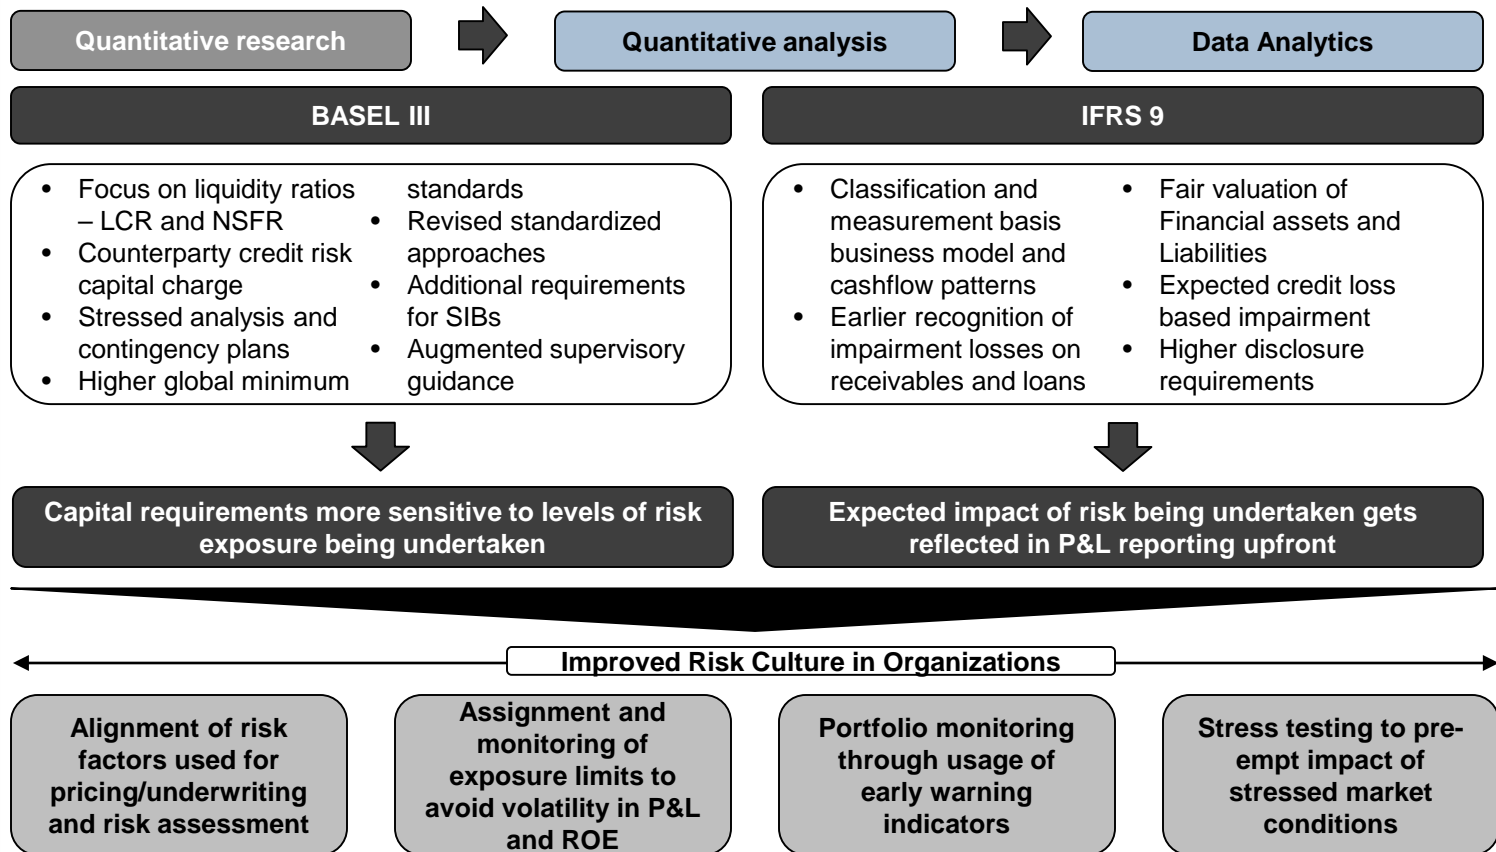 Quantitative research
Quantitative analysis
Data Analytics
BASEL III
IFRS 9
• Focus on liquidity ratios
– LCR and NSFR
• Counterparty credit risk
capital charge
• Stressed analysis and
contingency plans
• Higher global minimum
standards
• Revised standardized
approaches
• Additional requirements
for SIBs
• Augmented supervisory
guidance
• Classification and
measurement basis
business model and
cashflow patterns
• Earlier recognition of
impairment losses on
receivables and loans
• Fair valuation of
Financial assets and
Liabilities
• Expected credit loss
based impairment
• Higher disclosure
requirements
Capital requirements more sensitive to levels of risk
exposure being undertaken
Expected impact of risk being undertaken gets
reflected in P&L reporting upfront
Improved Risk Culture in Organizations
Alignment of risk
factors used for
pricing/underwriting
and risk assessment
Assignment and
monitoring of
exposure limits to
avoid volatility in P&L
and ROE
Portfolio monitoring
through usage of
early warning
indicators
Stress testing to pre-
empt impact of
stressed market
conditions